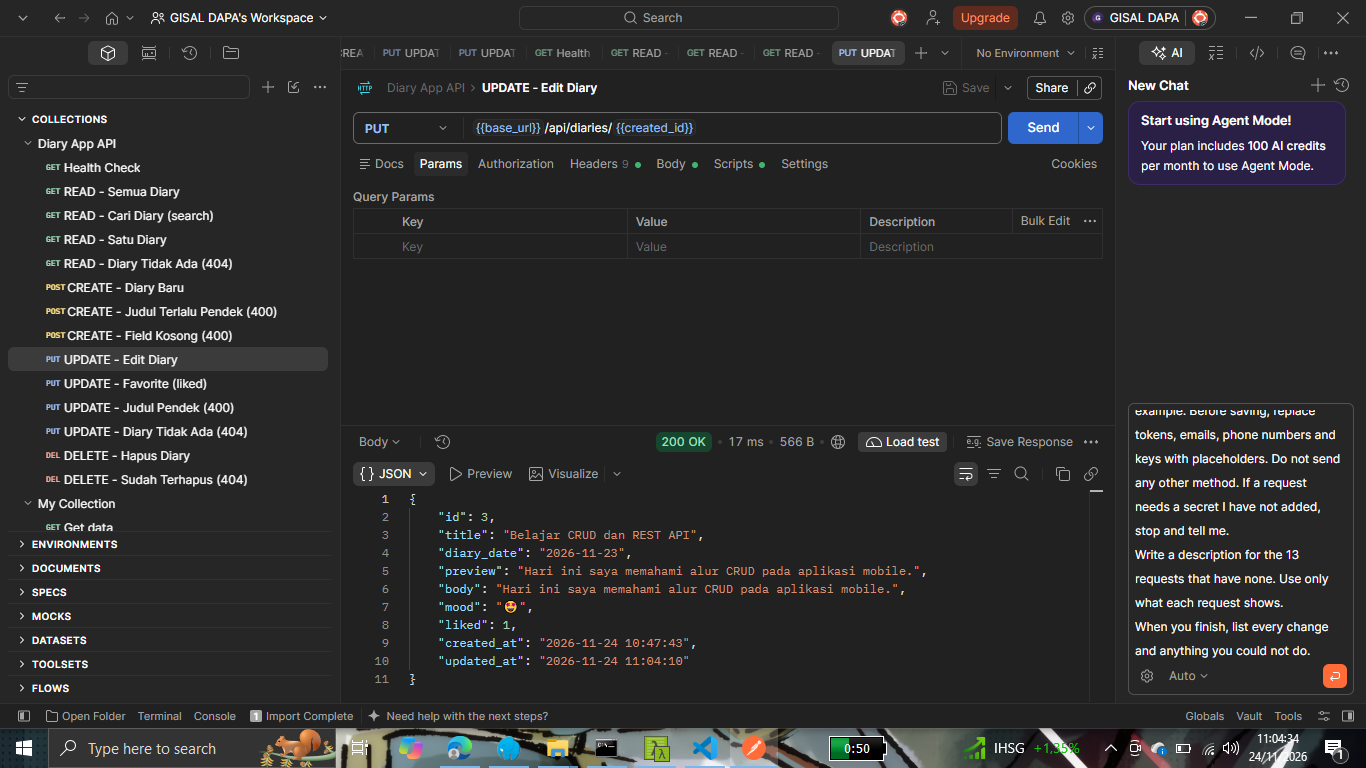 GISAL DAPA's Workspace
Search
Upgrade
GISAL DAPA
PUT UPDAT
PUT UPDAT
GET Health
GET READ -
GET READ -
GET READ -
PUT UPDAT
No Environment
AI
Diary App API > UPDATE - Edit Diary
Save
Share
New Chat
COLLECTIONS
Diary App API
GET Health Check
GET READ - Semua Diary
GET READ - Cari Diary (search)
GET READ - Satu Diary
GET READ - Diary Tidak Ada (404)
POST CREATE - Diary Baru
POST CREATE - Judul Terlalu Pendek (400)
POST CREATE - Field Kosong (400)
PUT UPDATE - Edit Diary
PUT UPDATE - Favorite (liked)
PUT UPDATE - Judul Pendek (400)
PUT UPDATE - Diary Tidak Ada (404)
DEL DELETE - Hapus Diary
DEL DELETE - Sudah Terhapus (404)
My Collection
GET Get data
ENVIRONMENTS
DOCUMENTS
SPECS
MOCKS
DATASETS
TOOLSETS
FLOWS
PUT
{{base_url}} /api/diaries/ {{created_id}}
Send
Docs Params Authorization Headers 9 Body Scripts Settings Cookies
Query Params
Key Value Description Bulk Edit
Key Value Description
Body
200 OK • 17 ms • 566 B
Load test
Save Response
{} JSON Preview Visualize
1 {
2 "id": 3,
3 "title": "Belajar CRUD dan REST API",
4 "diary_date": "2026-11-23",
5 "preview": "Hari ini saya memahami alur CRUD pada aplikasi mobile.",
6 "body": "Hari ini saya memahami alur CRUD pada aplikasi mobile.",
7 "mood": "🤩",
8 "liked": 1,
9 "created_at": "2026-11-24 10:47:43",
10 "updated_at": "2026-11-24 11:04:10"
11 }
Start using Agent Mode!
Your plan includes 100 AI credits
per month to use Agent Mode.
example. Before saving, replace
tokens, emails, phone numbers and
keys with placeholders. Do not send
any other method. If a request
needs a secret I have not added,
stop and tell me.
Write a description for the 13
requests that have none. Use only
what each request shows.
When you finish, list every change
and anything you could not do.
Auto
Open Folder Terminal Console 1 Import Complete Need help with the next steps? Globals Vault Tools
Type here to search
0:50
IHSG +1,35%
11:04:34
24/11/2026
1